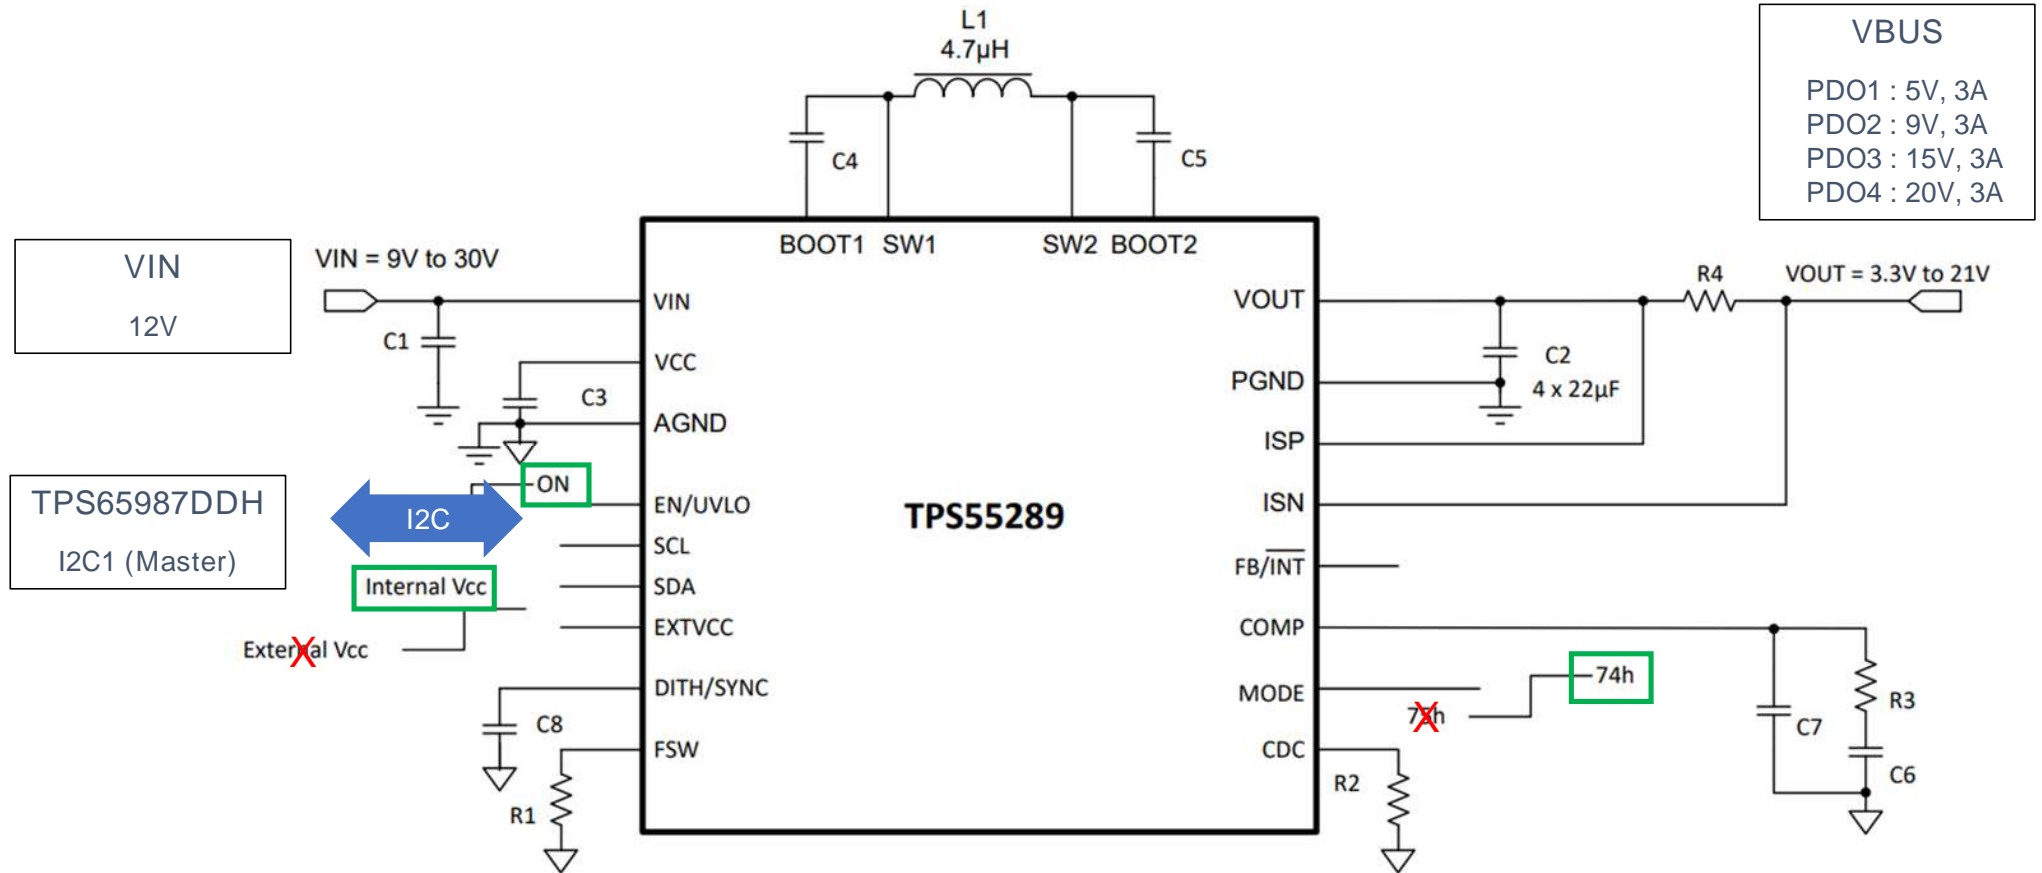 L1
4.7µH
VBUS
PDO1 : 5V, 3A
PDO2 : 9V, 3A
PDO3 : 15V, 3A
PDO4 : 20V, 3A
C4
C5
BOOT1 SW1
SW2 BOOT2
VIN
12V
VIN = 9V to 30V
C1
VIN
VCC
C3
AGND
ON
EN/UVLO
TPS65987DDH
I2C1 (Master)
I2C
SCL
Internal Vcc
SDA
EXTVCC
External Vcc
DITH/SYNC
C8
FSW
R1
TPS55289
VOUT
R4
VOUT = 3.3V to 21V
C2
4 x 22µF
PGND
ISP
ISN
FB/INT
COMP
MODE
74h
75h
CDC
R2
C7
R3
C6